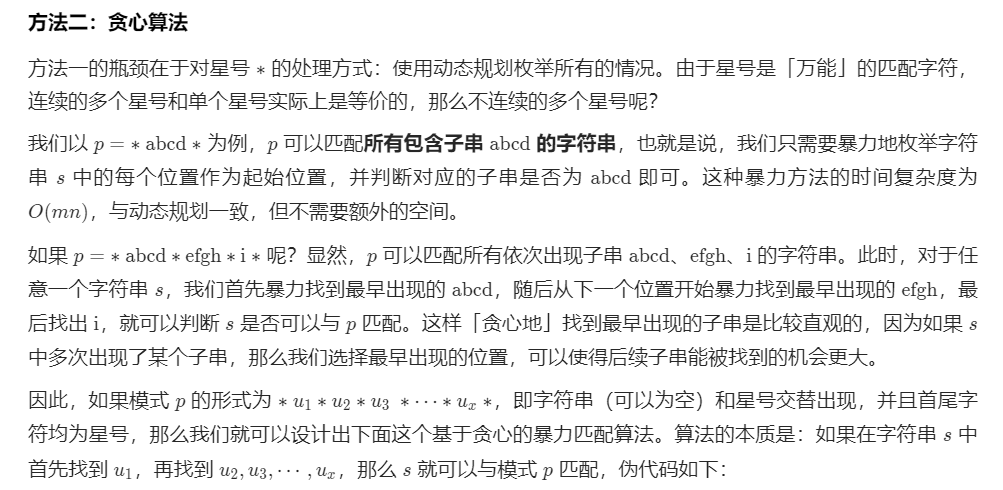 方法二：贪心算法
方法一的瓶颈在于对星号 * 的处理方式：使用动态规划枚举所有的情况。由于星号是「万能」的匹配字符，
连续的多个星号和单个星号实际上是等价的，那么不连续的多个星号呢？
我们以 p = * abcd * 为例，p 可以匹配所有包含子串 abcd 的字符串，也就是说，我们只需要暴力地枚举字符
串 s 中的每个位置作为起始位置，并判断对应的子串是否为 abcd 即可。这种暴力方法的时间复杂度为
O(mn)，与动态规划一致，但不需要额外的空间。
如果 p = * abcd * efgh * i * 呢？显然，p 可以匹配所有依次出现子串 abcd、efgh、i 的字符串。此时，对于任
意一个字符串 s，我们首先暴力找到最早出现的 abcd，随后从下一个位置开始暴力找到最早出现的 efgh，最
后找出 i，就可以判断 s 是否可以与 p 匹配。这样「贪心地」找到最早出现的子串是比较直观的，因为如果 s
中多次出现了某个子串，那么我们选择最早出现的位置，可以使得后续子串能被找到的机会更大。
因此，如果模式 p 的形式为 * u₁ * u₂ * u₃ * ⋯ * uₓ *，即字符串（可以为空）和星号交替出现，并且首尾字
符均为星号，那么我们就可以设计出下面这个基于贪心的暴力匹配算法。算法的本质是：如果在字符串 s 中
首先找到 u₁，再找到 u₂, u₃, ⋯ , uₓ，那么 s 就可以与模式 p 匹配，伪代码如下：